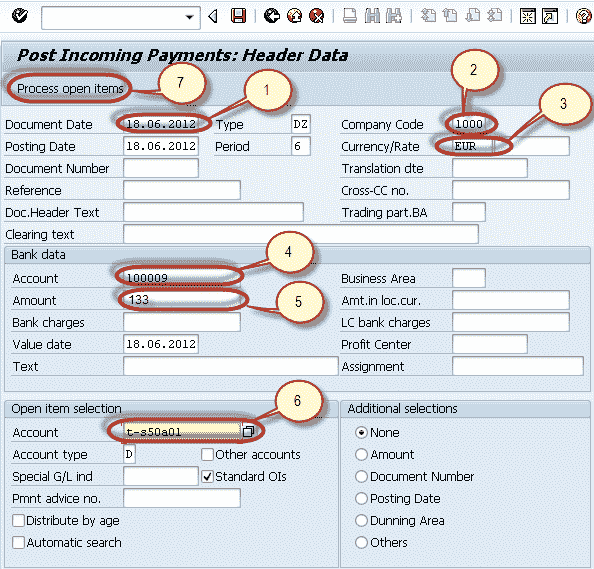 Post Incoming Payments: Header Data
Process open items 7 1 2 3
Document Date 18.06.2012 Type DZ Company Code 1000
Posting Date 18.06.2012 Period 6 Currency/Rate EUR
Document Number Translation dte
Reference Cross-CC no.
Doc.Header Text Trading part.BA
Clearing text
Bank data 4
Account 100009 Business Area
Amount 133 5 Amt.in loc.cur.
Bank charges LC bank charges
Value date 18.06.2012 Profit Center
Text Assignment
Open item selection 6 Additional selections
Account t-s50a01 None
Account type D Other accounts Amount
Special G/L ind Standard OIs Document Number
Pmnt advice no. Posting Date
Distribute by age Dunning Area
Automatic search Others